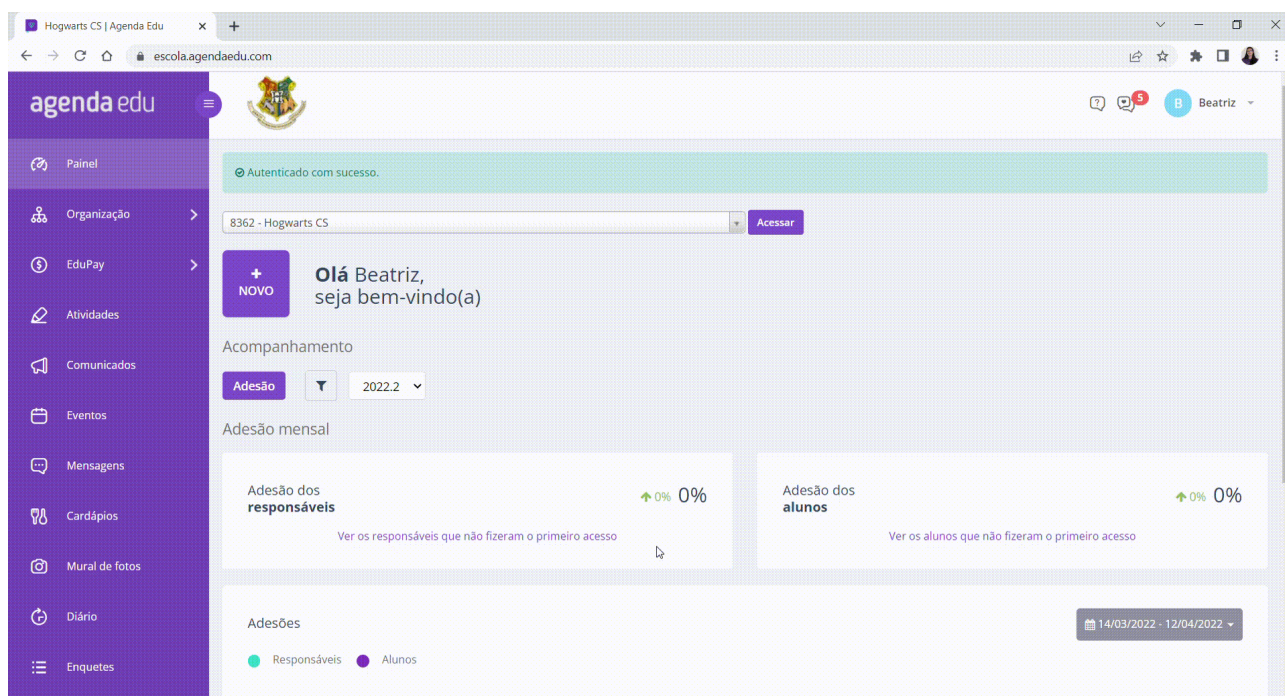 Hogwarts CS | Agenda Edu
escola.agendaedu.com
agenda edu
5
B
Beatriz
Painel
Organização
EduPay
Atividades
Comunicados
Eventos
Mensagens
Cardápios
Mural de fotos
Diário
Enquetes
Autenticado com sucesso.
8362 - Hogwarts CS
Acessar
+
NOVO
Olá Beatriz,
seja bem-vindo(a)
Acompanhamento
Adesão
2022.2
Adesão mensal
Adesão dos
responsáveis
0% 0%
Ver os responsáveis que não fizeram o primeiro acesso
Adesão dos
alunos
0% 0%
Ver os alunos que não fizeram o primeiro acesso
Adesões
14/03/2022 - 12/04/2022
Responsáveis
Alunos